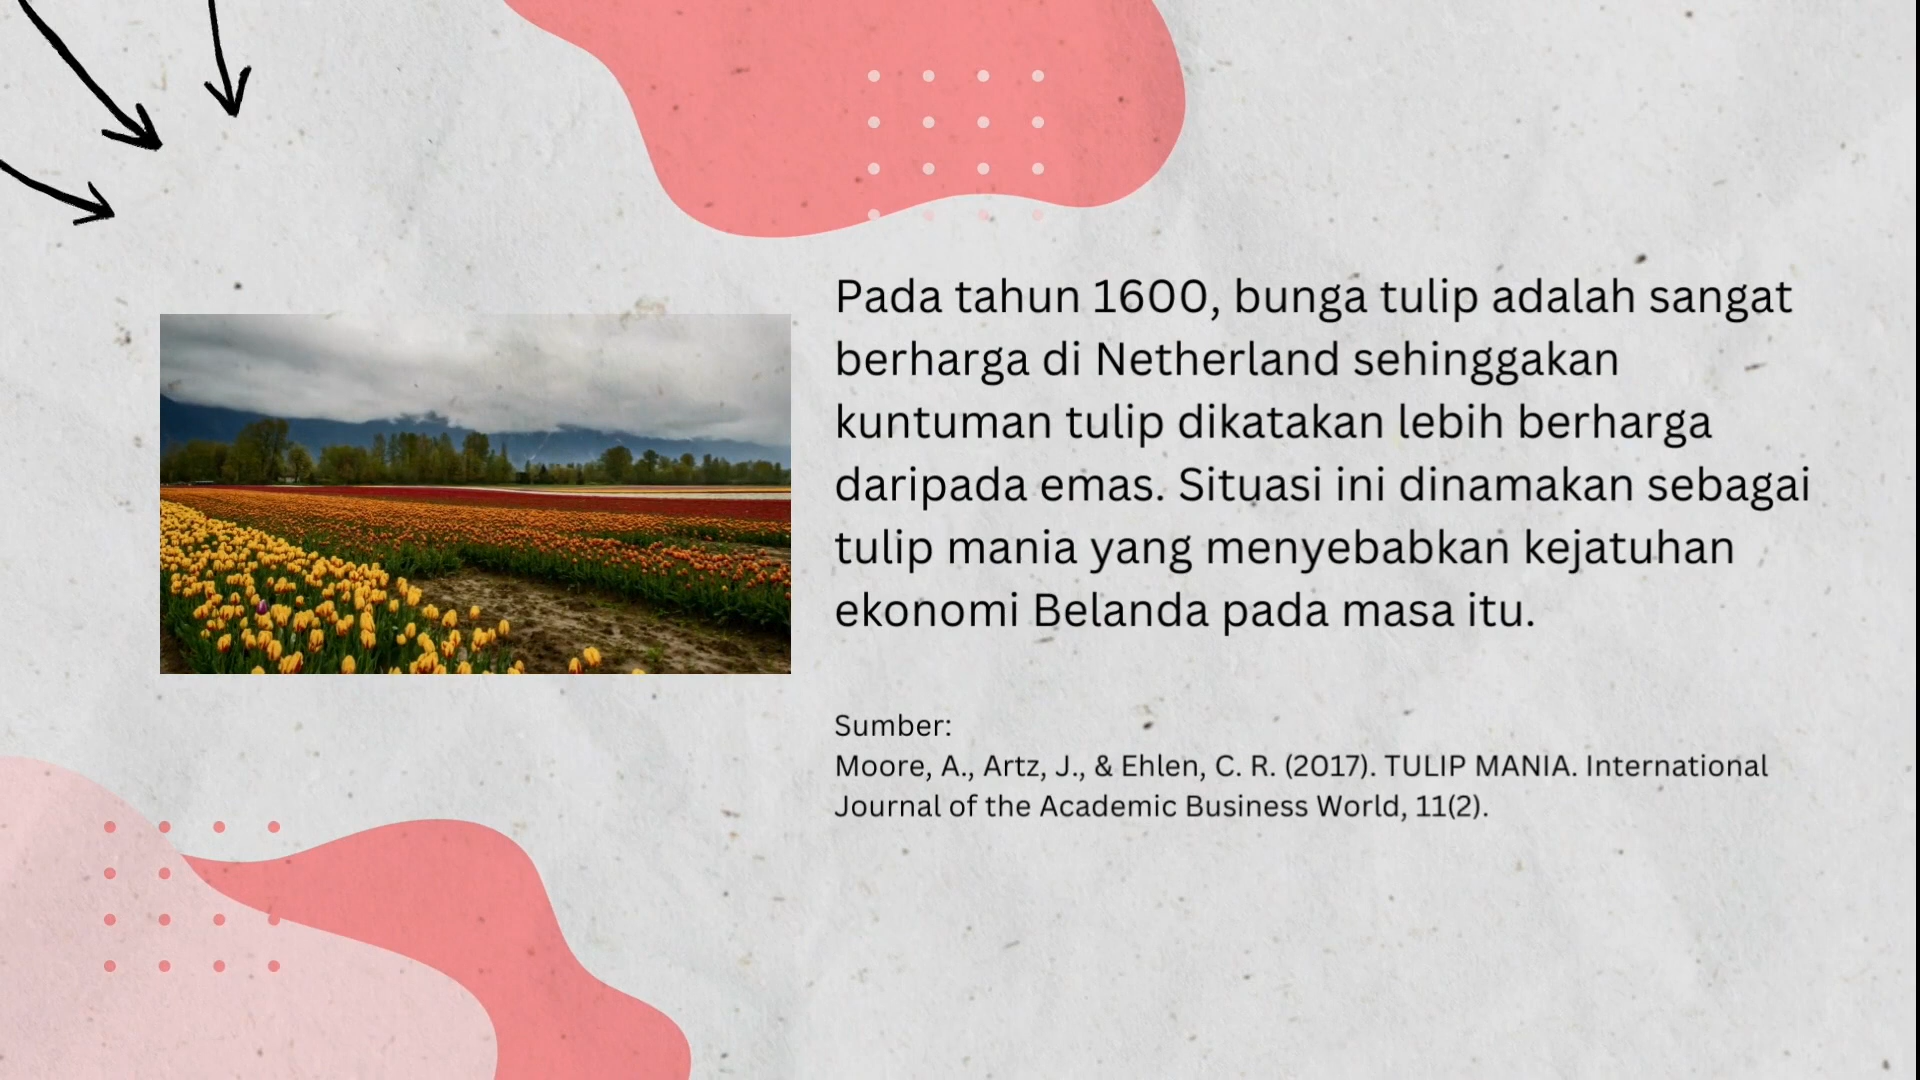 Pada tahun 1600, bunga tulip adalah sangat
berharga di Netherland sehinggakan
kuntuman tulip dikatakan lebih berharga
daripada emas. Situasi ini dinamakan sebagai
tulip mania yang menyebabkan kejatuhan
ekonomi Belanda pada masa itu.
Sumber:
Moore, A., Artz, J., & Ehlen, C. R. (2017). TULIP MANIA. International
Journal of the Academic Business World, 11(2).